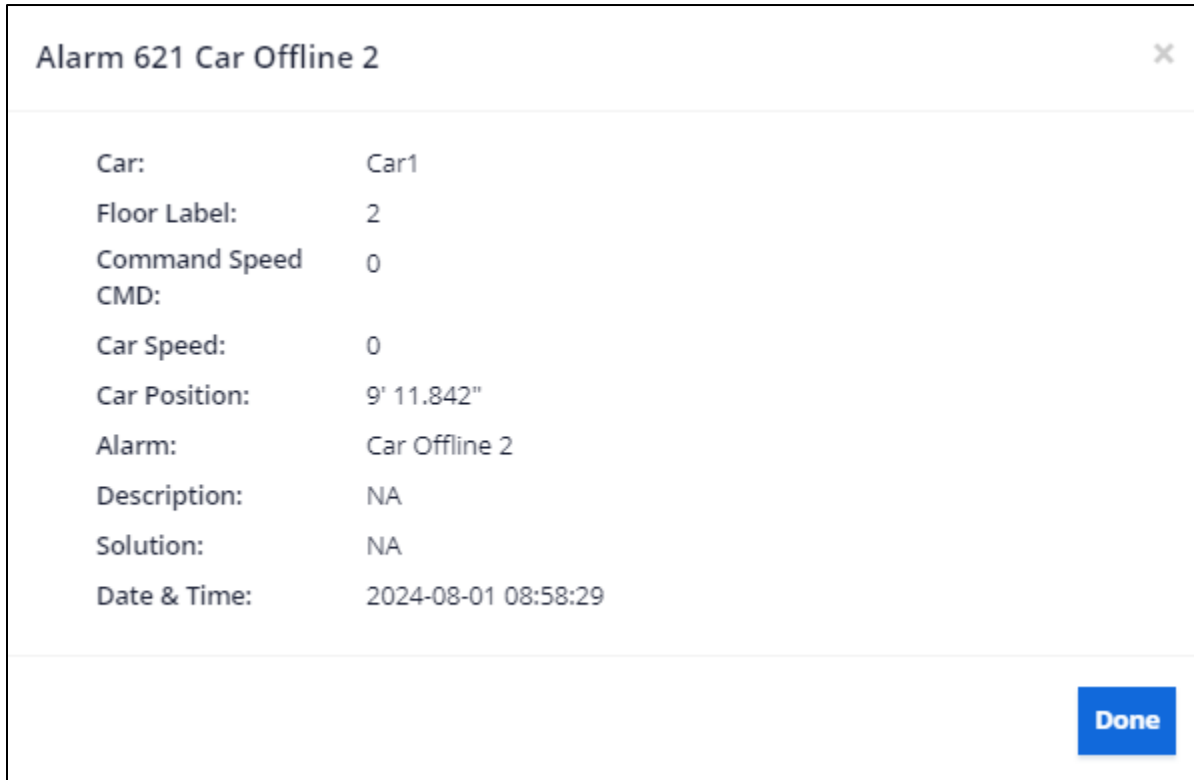 Alarm 621 Car Offline 2 ×
Car: Car1
Floor Label: 2
Command Speed CMD: 0
Car Speed: 0
Car Position: 9' 11.842"
Alarm: Car Offline 2
Description: NA
Solution: NA
Date & Time: 2024-08-01 08:58:29
Done